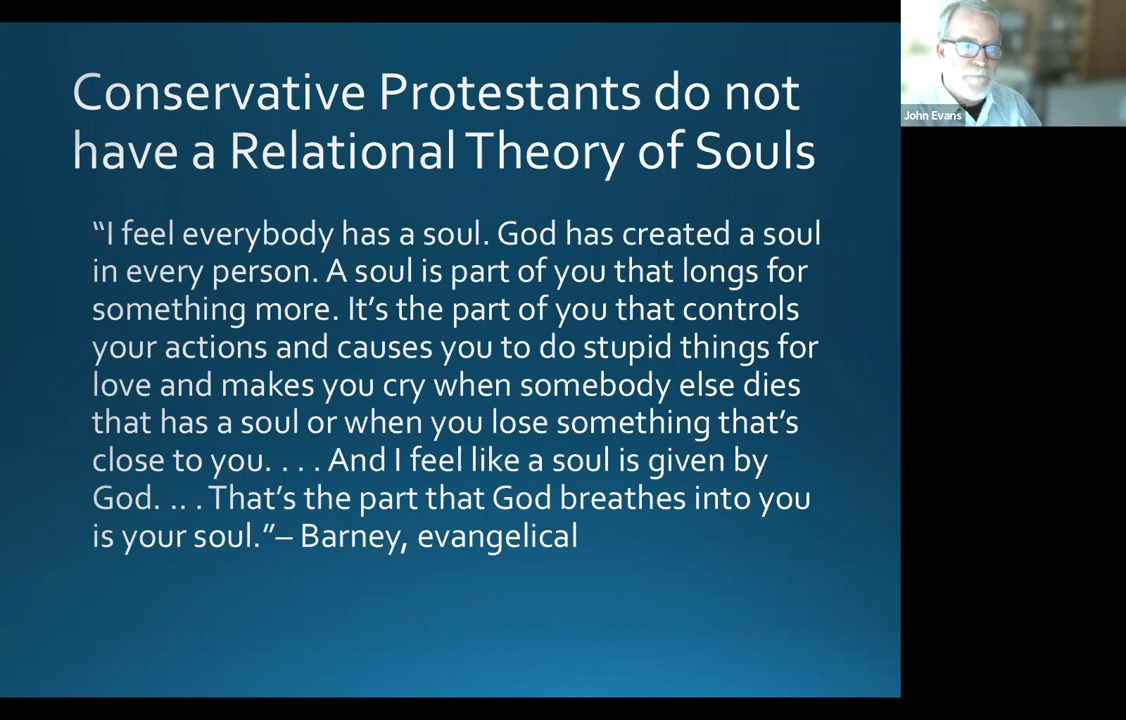 Conservative Protestants do not
have a Relational Theory of Souls
“I feel everybody has a soul. God has created a soul
in every person. A soul is part of you that longs for
something more. It’s the part of you that controls
your actions and causes you to do stupid things for
love and makes you cry when somebody else dies
that has a soul or when you lose something that’s
close to you. . . . And I feel like a soul is given by
God. .. . That’s the part that God breathes into you
is your soul.”– Barney, evangelical
John Evans